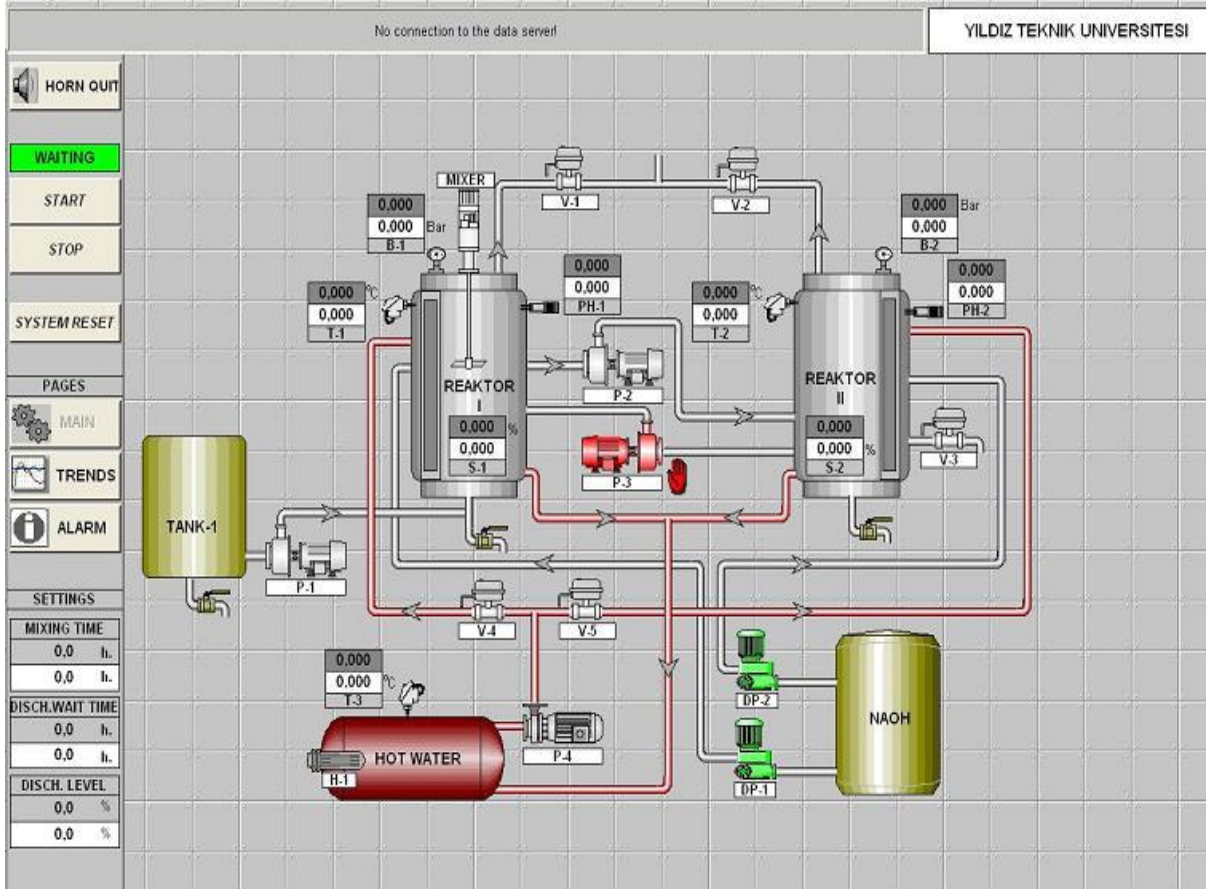 No connection to the data server!
YILDIZ TEKNIK UNIVERSITESI
HORN QUIT
WAITING
START
STOP
SYSTEM RESET
PAGES
MAIN
TRENDS
ALARM
SETTINGS
MIXING TIME
0,0 h.
0,0 h.
DISCH.WAIT TIME
0,0 h.
0,0 h.
DISCH. LEVEL
0,0 %
0,0 %
MIXER
V-1
V-2
0,000
0,000 Bar
B-1
0,000 Bar
0,000
B-2
0,000 °C
0,000
T-1
0,000
0,000
PH-1
0,000 °C
0,000
T-2
0,000
0,000
PH-2
REAKTOR
I
0,000 %
0,000
S-1
P-2
P-3
REAKTOR
II
0,000
0,000 %
S-2
V-3
TANK-1
P-1
V-4
V-5
0,000
0,000 °C
T-3
HOT WATER
H-1
P-4
DP-2
DP-1
NAOH